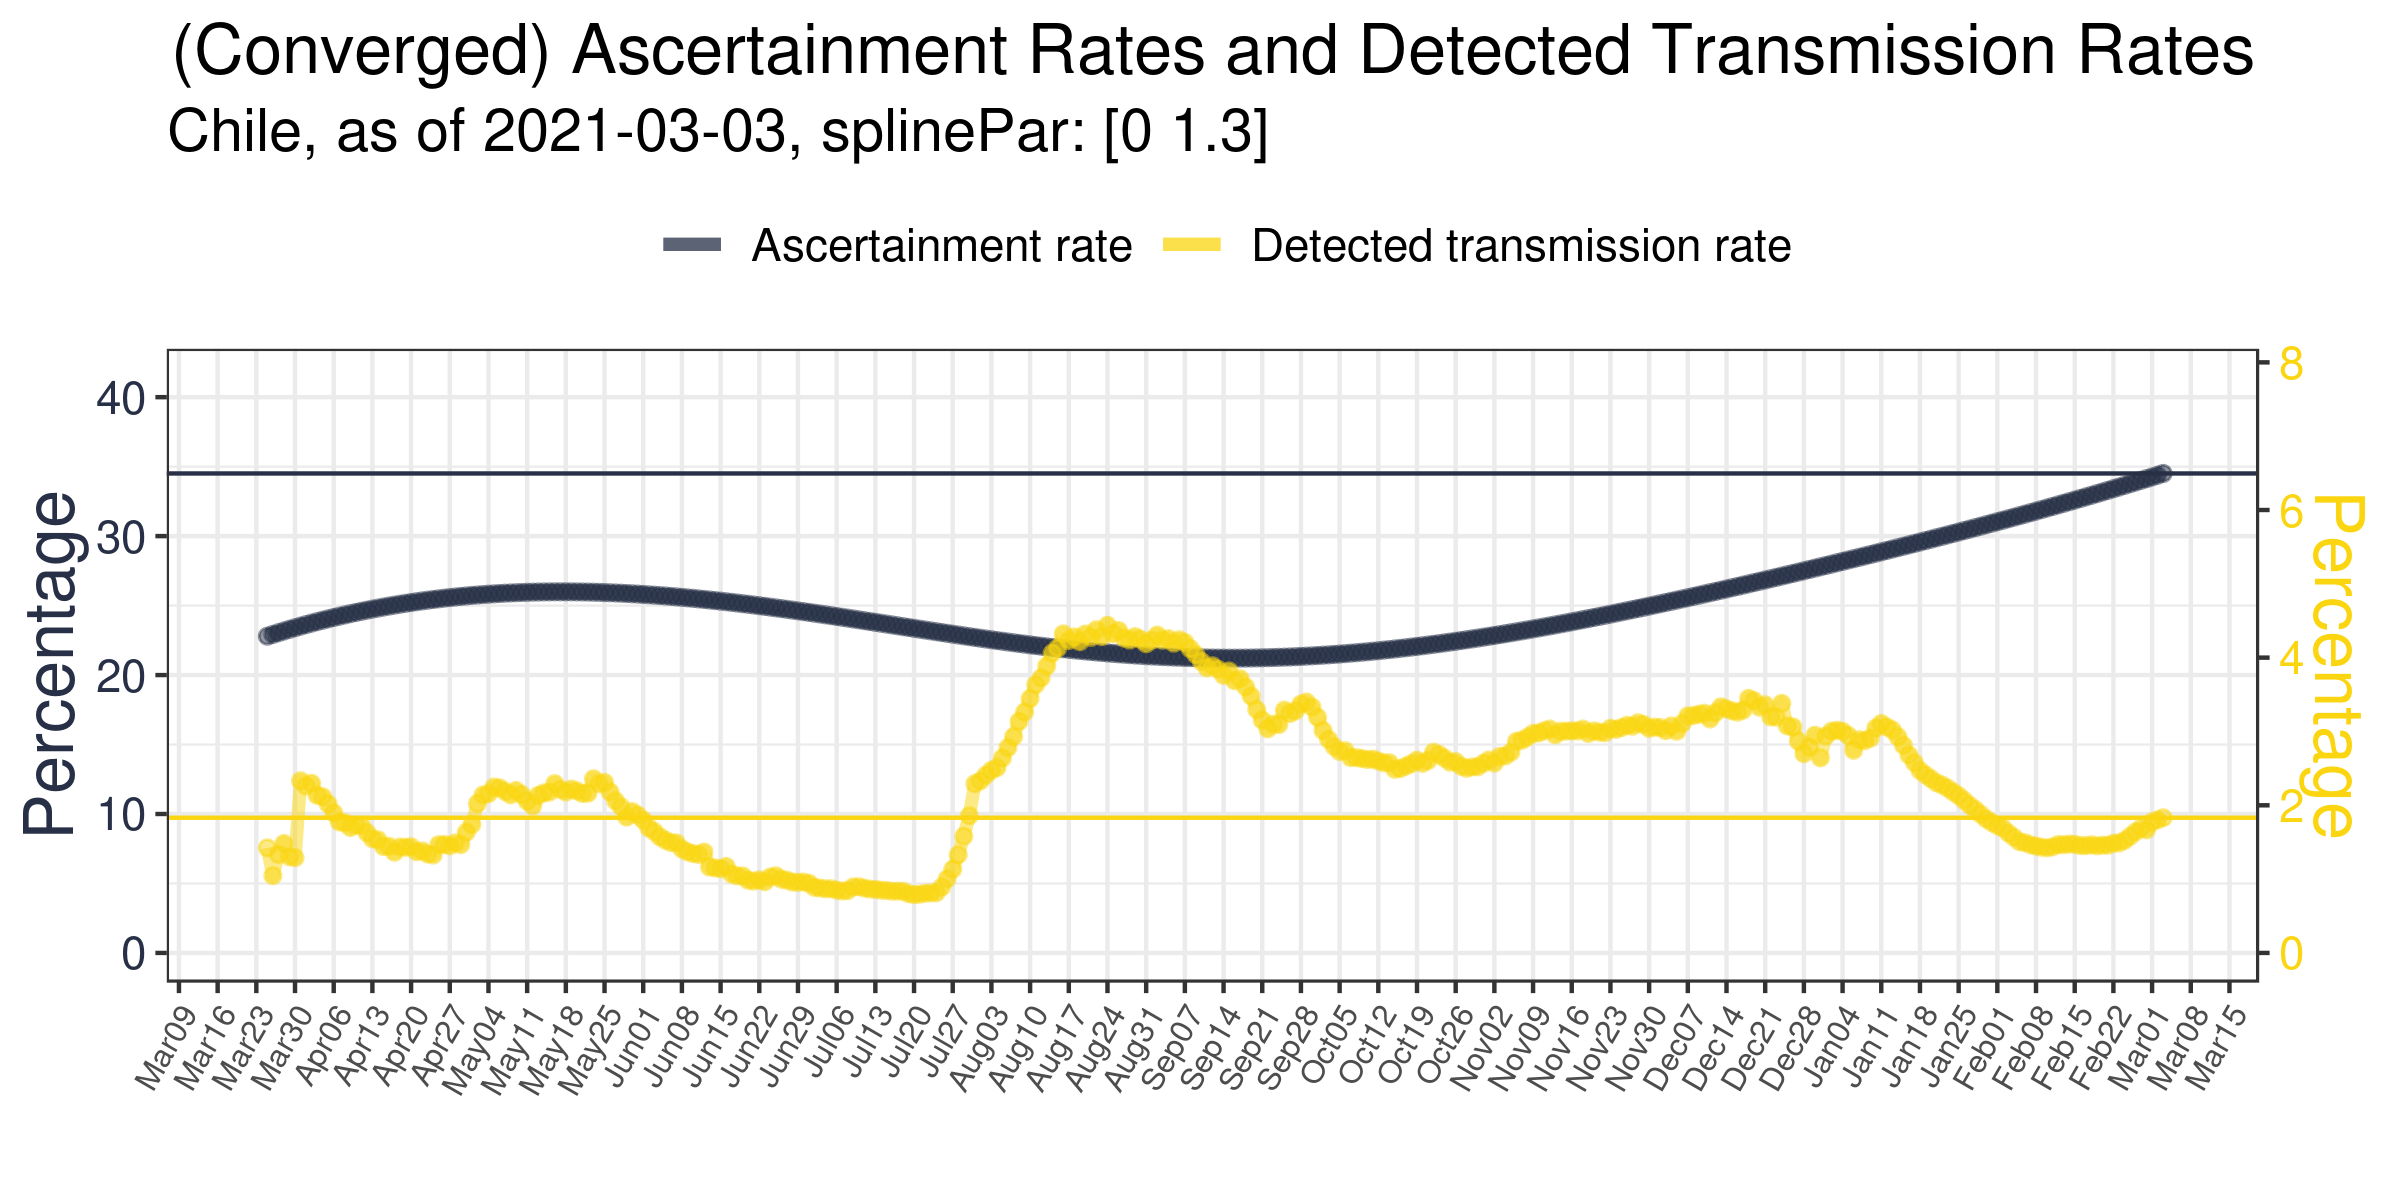 (Converged) Ascertainment Rates and Detected Transmission Rates
Chile, as of 2021-03-03, splinePar: [0 1.3]
Ascertainment rate
Detected transmission rate
Percentage
40
30
20
10
0
8
6
4
2
0
Percentage
Mar09
Mar16
Mar23
Mar30
Apr06
Apr13
Apr20
Apr27
May04
May11
May18
May25
Jun01
Jun08
Jun15
Jun22
Jun29
Jul06
Jul13
Jul20
Jul27
Aug03
Aug10
Aug17
Aug24
Aug31
Sep07
Sep14
Sep21
Sep28
Oct05
Oct12
Oct19
Oct26
Nov02
Nov09
Nov16
Nov23
Nov30
Dec07
Dec14
Dec21
Dec28
Jan04
Jan11
Jan18
Jan25
Feb01
Feb08
Feb15
Feb22
Mar01
Mar08
Mar15